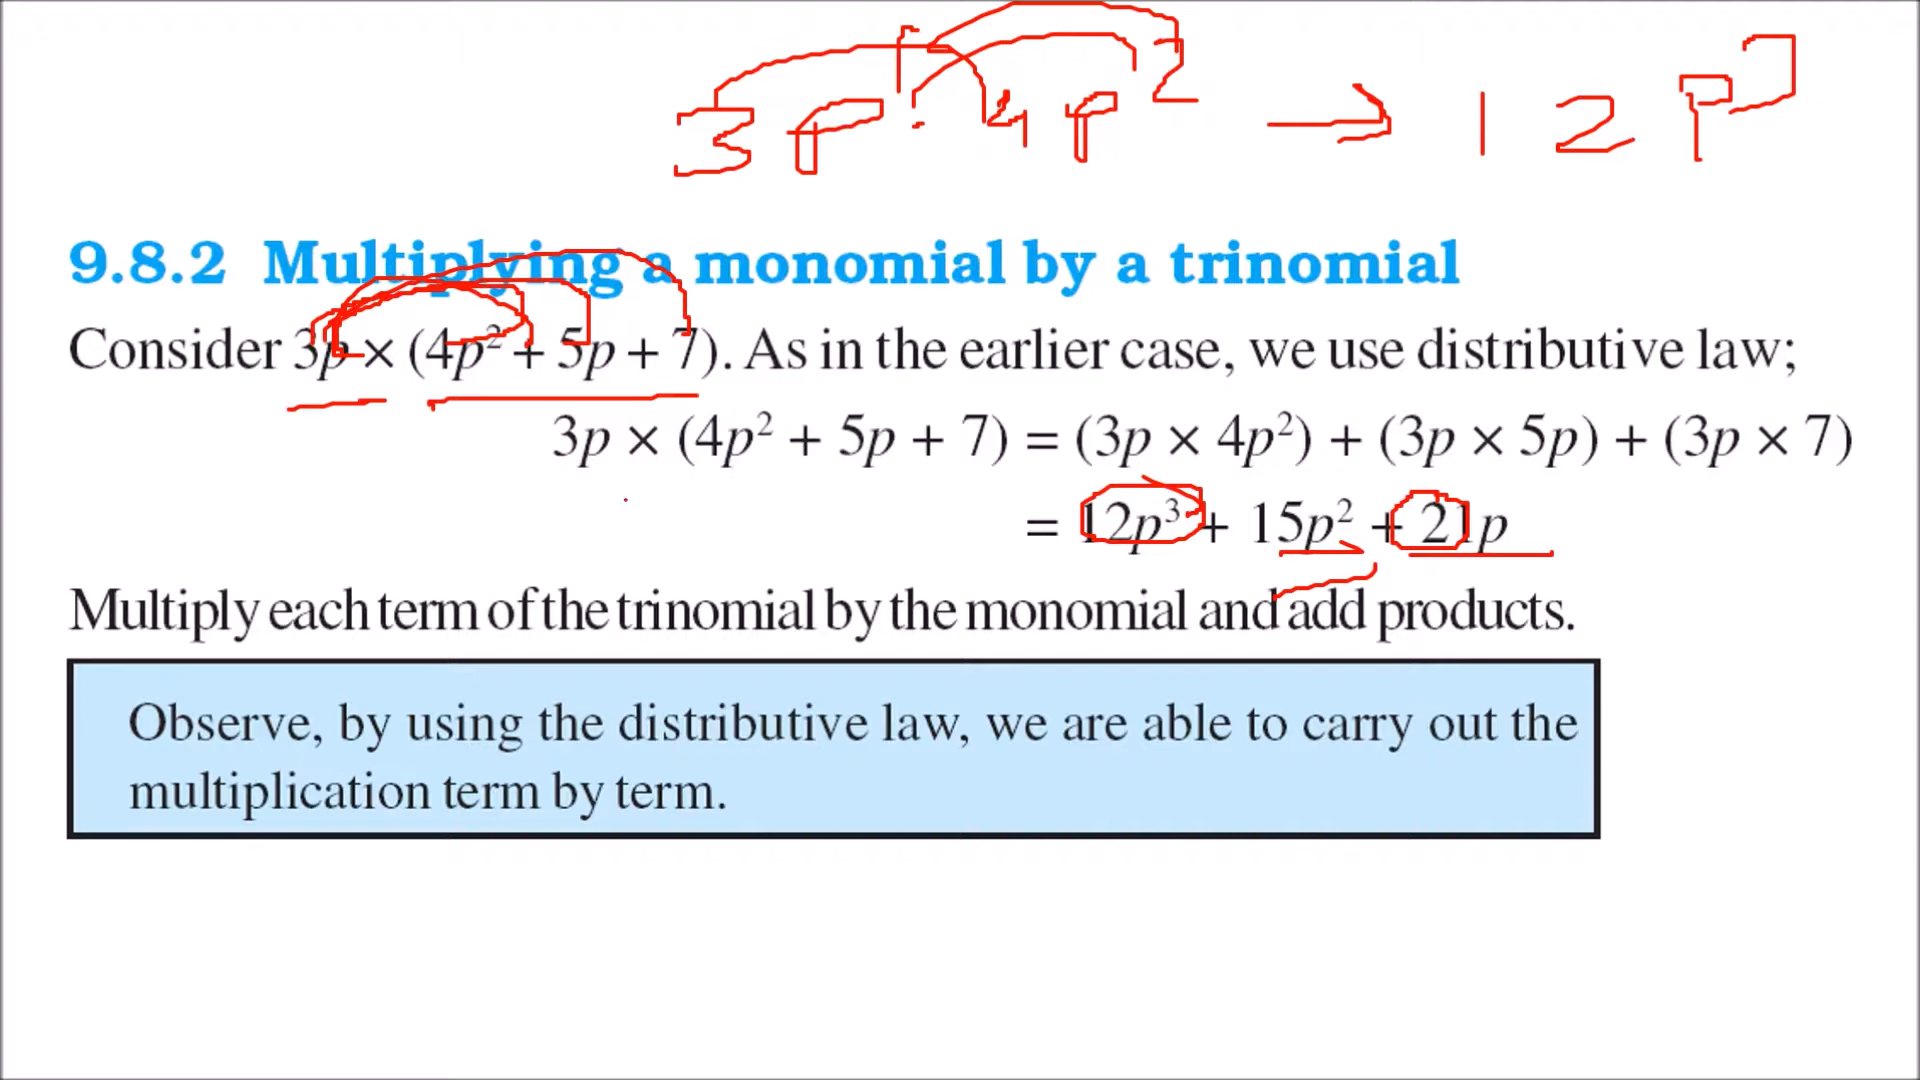 3p¹ · 4p² → 12p³
9.8.2 Multiplying a monomial by a trinomial
Consider 3p × (4p² + 5p + 7). As in the earlier case, we use distributive law;
3p × (4p² + 5p + 7) = (3p × 4p²) + (3p × 5p) + (3p × 7)
= 12p³ + 15p² + 21p
Multiply each term of the trinomial by the monomial and add products.
Observe, by using the distributive law, we are able to carry out the
multiplication term by term.